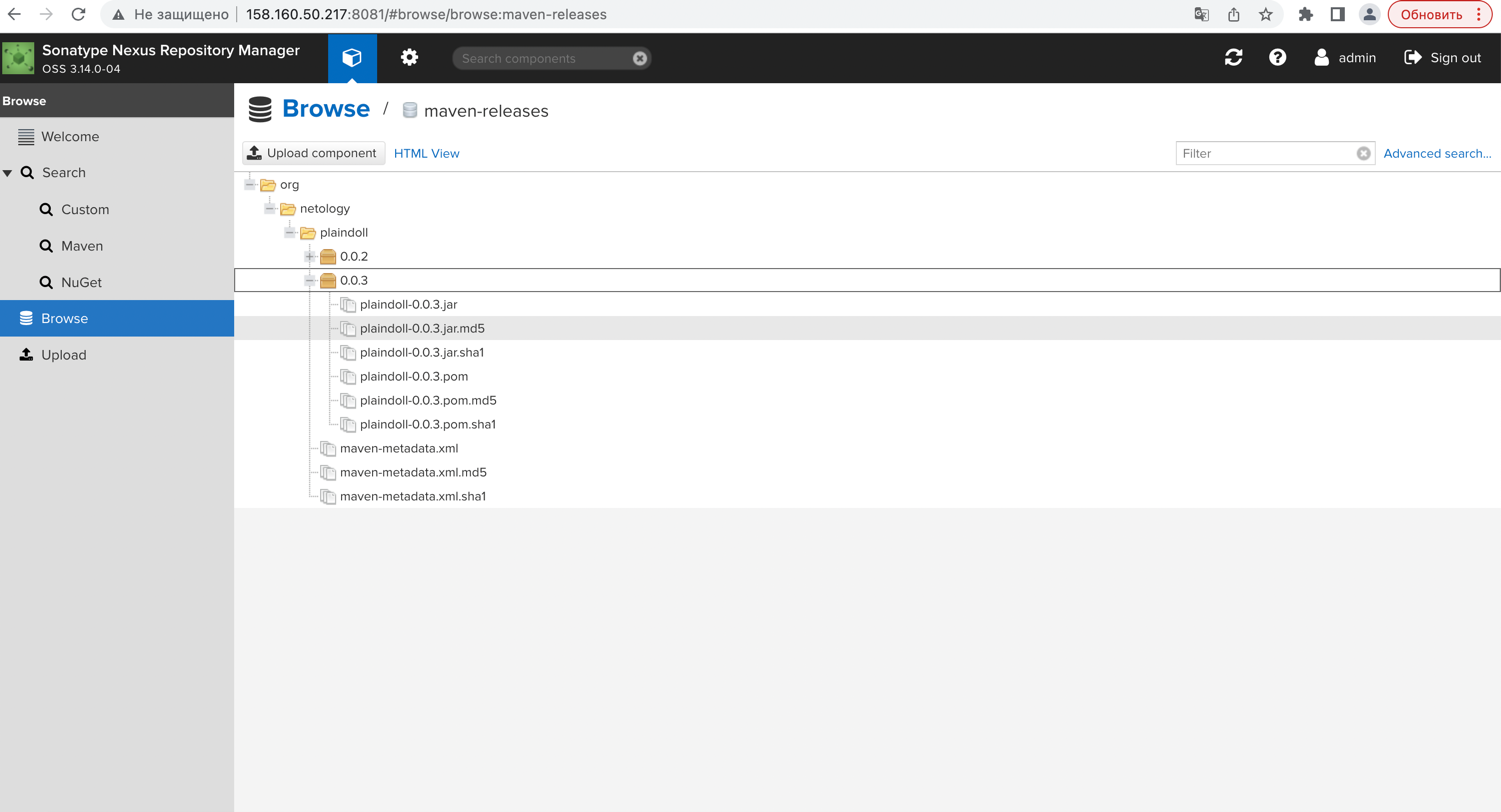 Не защищено 158.160.50.217:8081/#browse/browse:maven-releases Обновить
Sonatype Nexus Repository Manager
OSS 3.14.0-04
Search components
admin
Sign out
Browse
Welcome
Search
Custom
Maven
NuGet
Browse
Upload
Browse / maven-releases
Upload component HTML View Filter Advanced search...
org
netology
plaindoll
0.0.2
0.0.3
plaindoll-0.0.3.jar
plaindoll-0.0.3.jar.md5
plaindoll-0.0.3.jar.sha1
plaindoll-0.0.3.pom
plaindoll-0.0.3.pom.md5
plaindoll-0.0.3.pom.sha1
maven-metadata.xml
maven-metadata.xml.md5
maven-metadata.xml.sha1